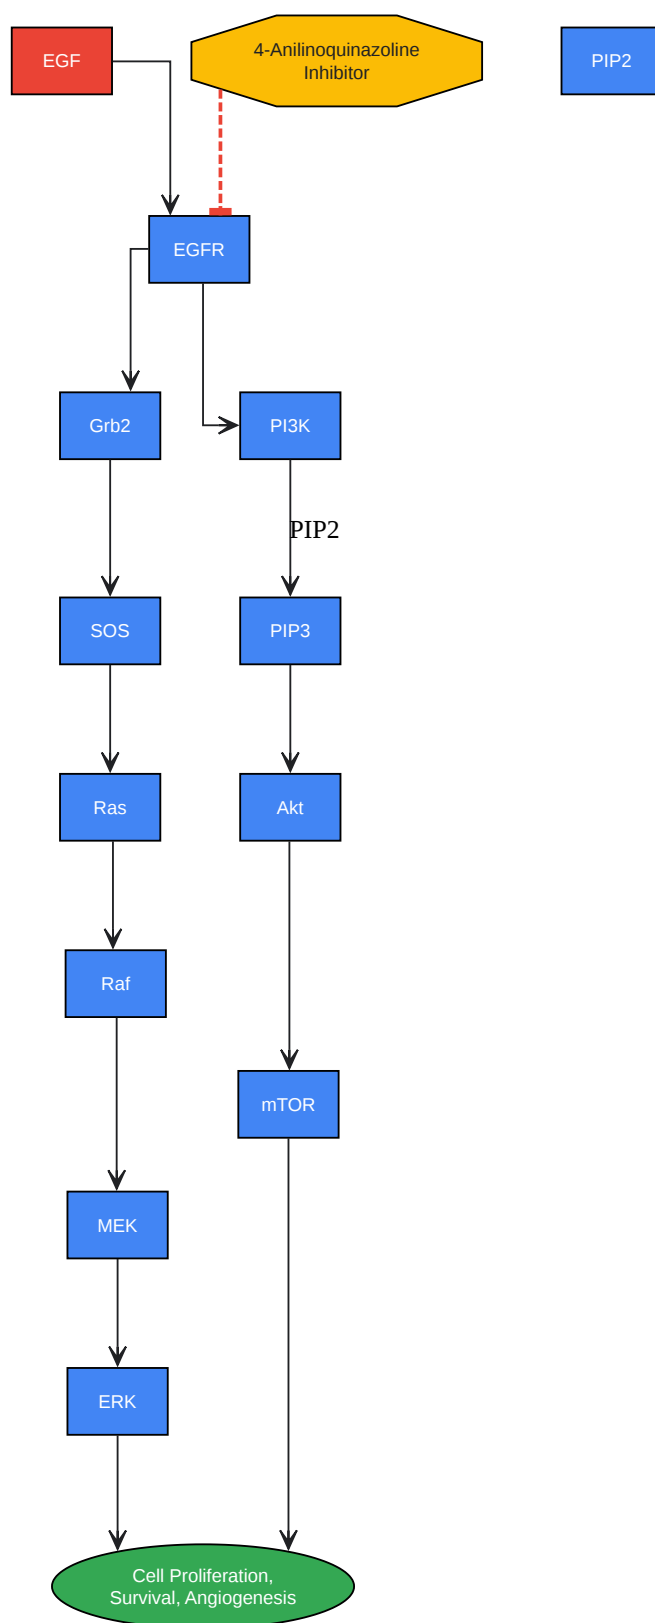 EGF
4-Anilinoquinazoline
Inhibitor
PIP2
EGFR
Grb2
PI3K
PIP2
SOS
PIP3
Ras
Akt
Raf
mTOR
MEK
ERK
Cell Proliferation,
Survival, Angiogenesis